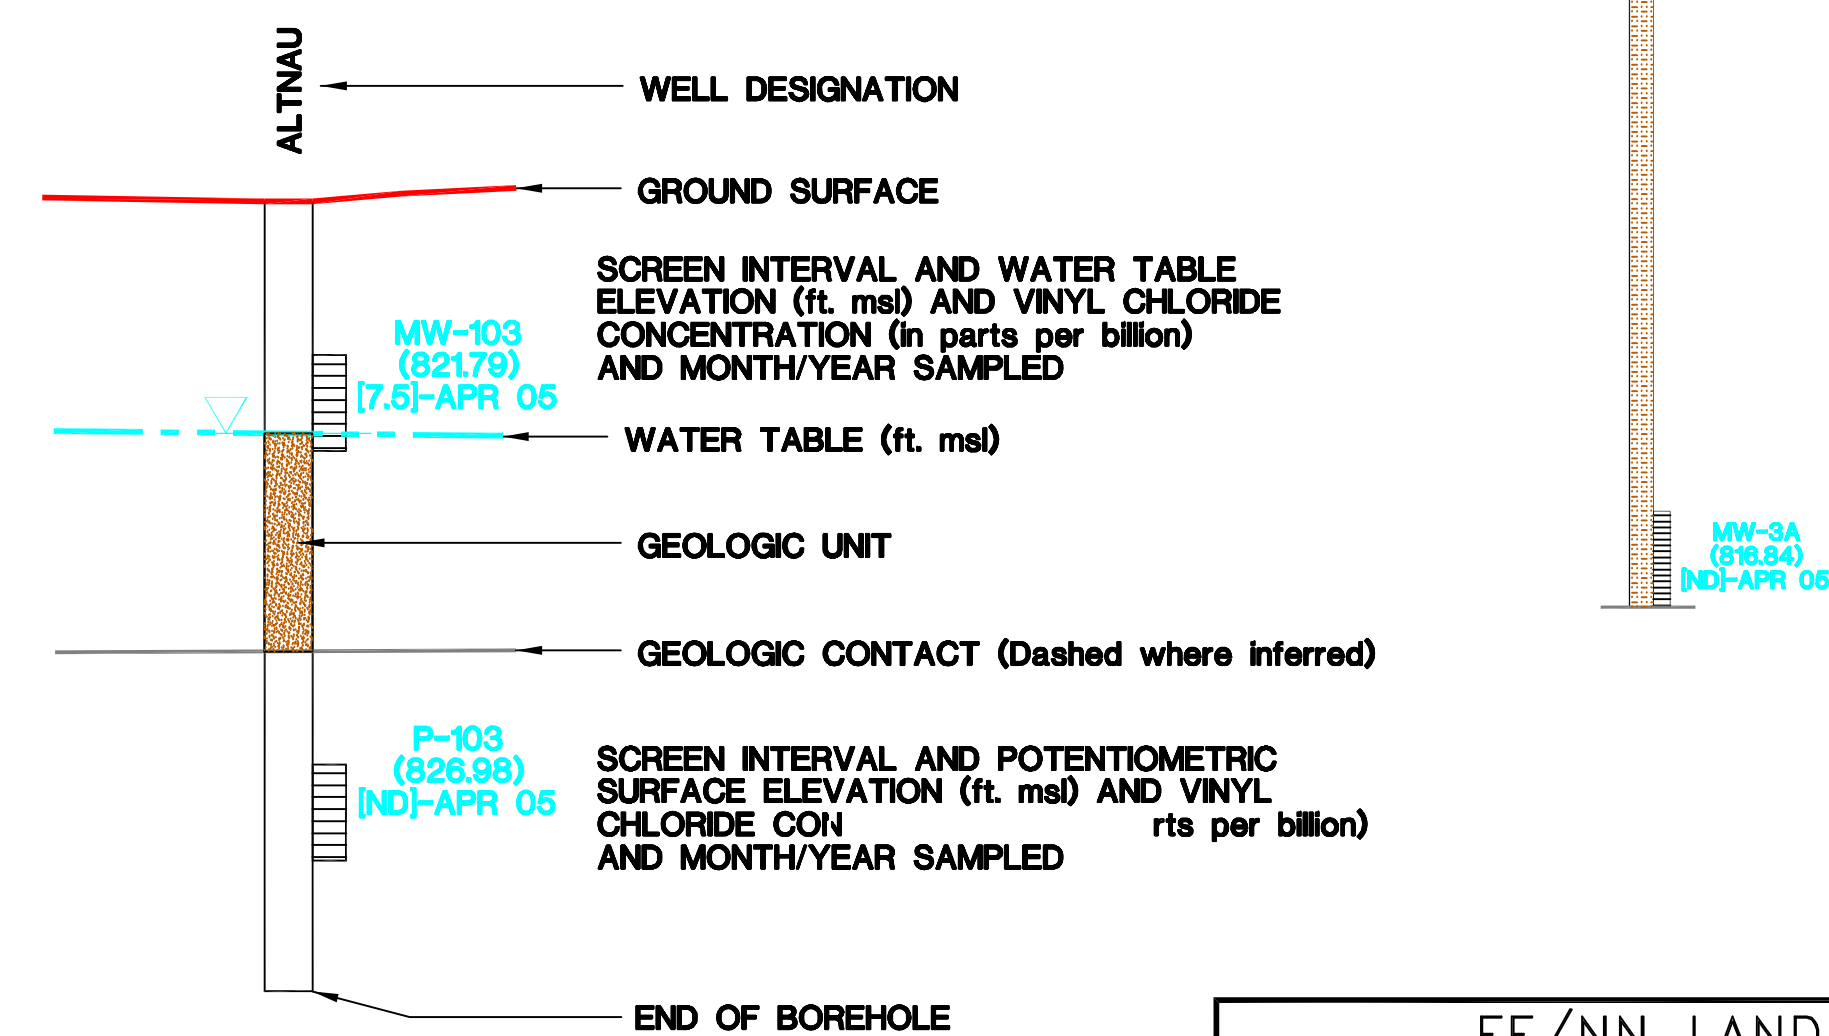 ALTNAU
WELL DESIGNATION
GROUND SURFACE
SCREEN INTERVAL AND WATER TABLE
ELEVATION (ft. msl) AND VINYL CHLORIDE
CONCENTRATION (in parts per billion)
AND MONTH/YEAR SAMPLED
MW-103
(821.79)
[7.5]-APR 05
WATER TABLE (ft. msl)
GEOLOGIC UNIT
GEOLOGIC CONTACT (Dashed where inferred)
P-103
(826.98)
[ND]-APR 05
SCREEN INTERVAL AND POTENTIOMETRIC
SURFACE ELEVATION (ft. msl) AND VINYL
CHLORIDE CON rts per billion)
AND MONTH/YEAR SAMPLED
END OF BOREHOLE
MW-3A
(816.84)
[ND]-APR 05
LAND